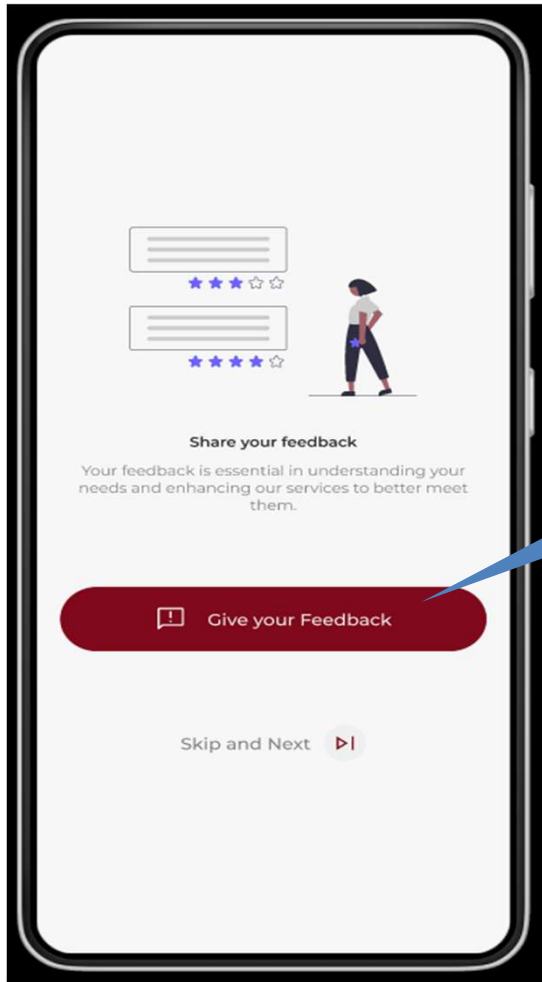 Share your feedback
Your feedback is essential in understanding your
needs and enhancing our services to better meet
them.
Give your Feedback
Skip and Next